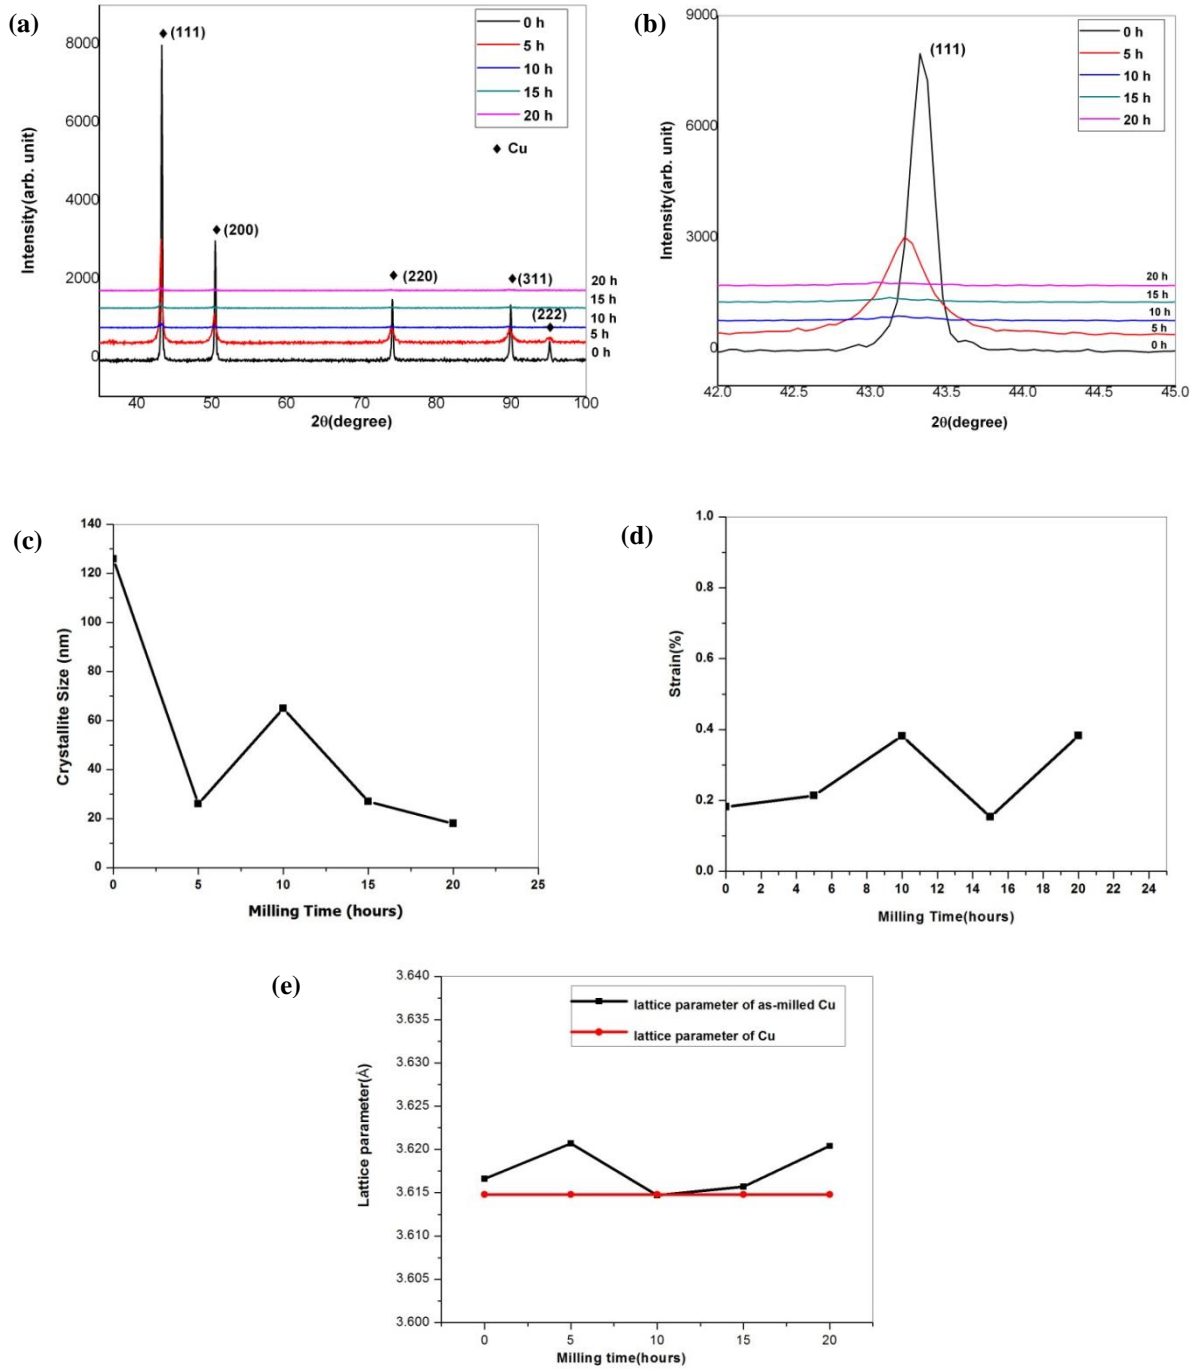 (a)
(111)
0 h
5 h
10 h
15 h
20 h
Cu
(200)
(220)
(311)
(222)
20 h
15 h
10 h
5 h
0 h
8000
6000
4000
2000
0
Intensity(arb. unit)
40 50 60 70 80 90 100
2θ(degree)
(b)
(111)
0 h
5 h
10 h
15 h
20 h
20 h
15 h
10 h
5 h
0 h
9000
6000
3000
0
Intensity(arb. unit)
42.0 42.5 43.0 43.5 44.0 44.5 45.0
2θ(degree)
(c)
140
120
100
80
60
40
20
0
Crystallite Size (nm)
0 5 10 15 20 25
Milling Time (hours)
(d)
1.0
0.8
0.6
0.4
0.2
0.0
Strain(%)
0 2 4 6 8 10 12 14 16 18 20 22 24
Milling Time(hours)
(e)
3.640
3.635
3.630
3.625
3.620
3.615
3.610
3.605
3.600
Lattice parameter(Å)
lattice parameter of as-milled Cu
lattice parameter of Cu
0 5 10 15 20
Milling time(hours)